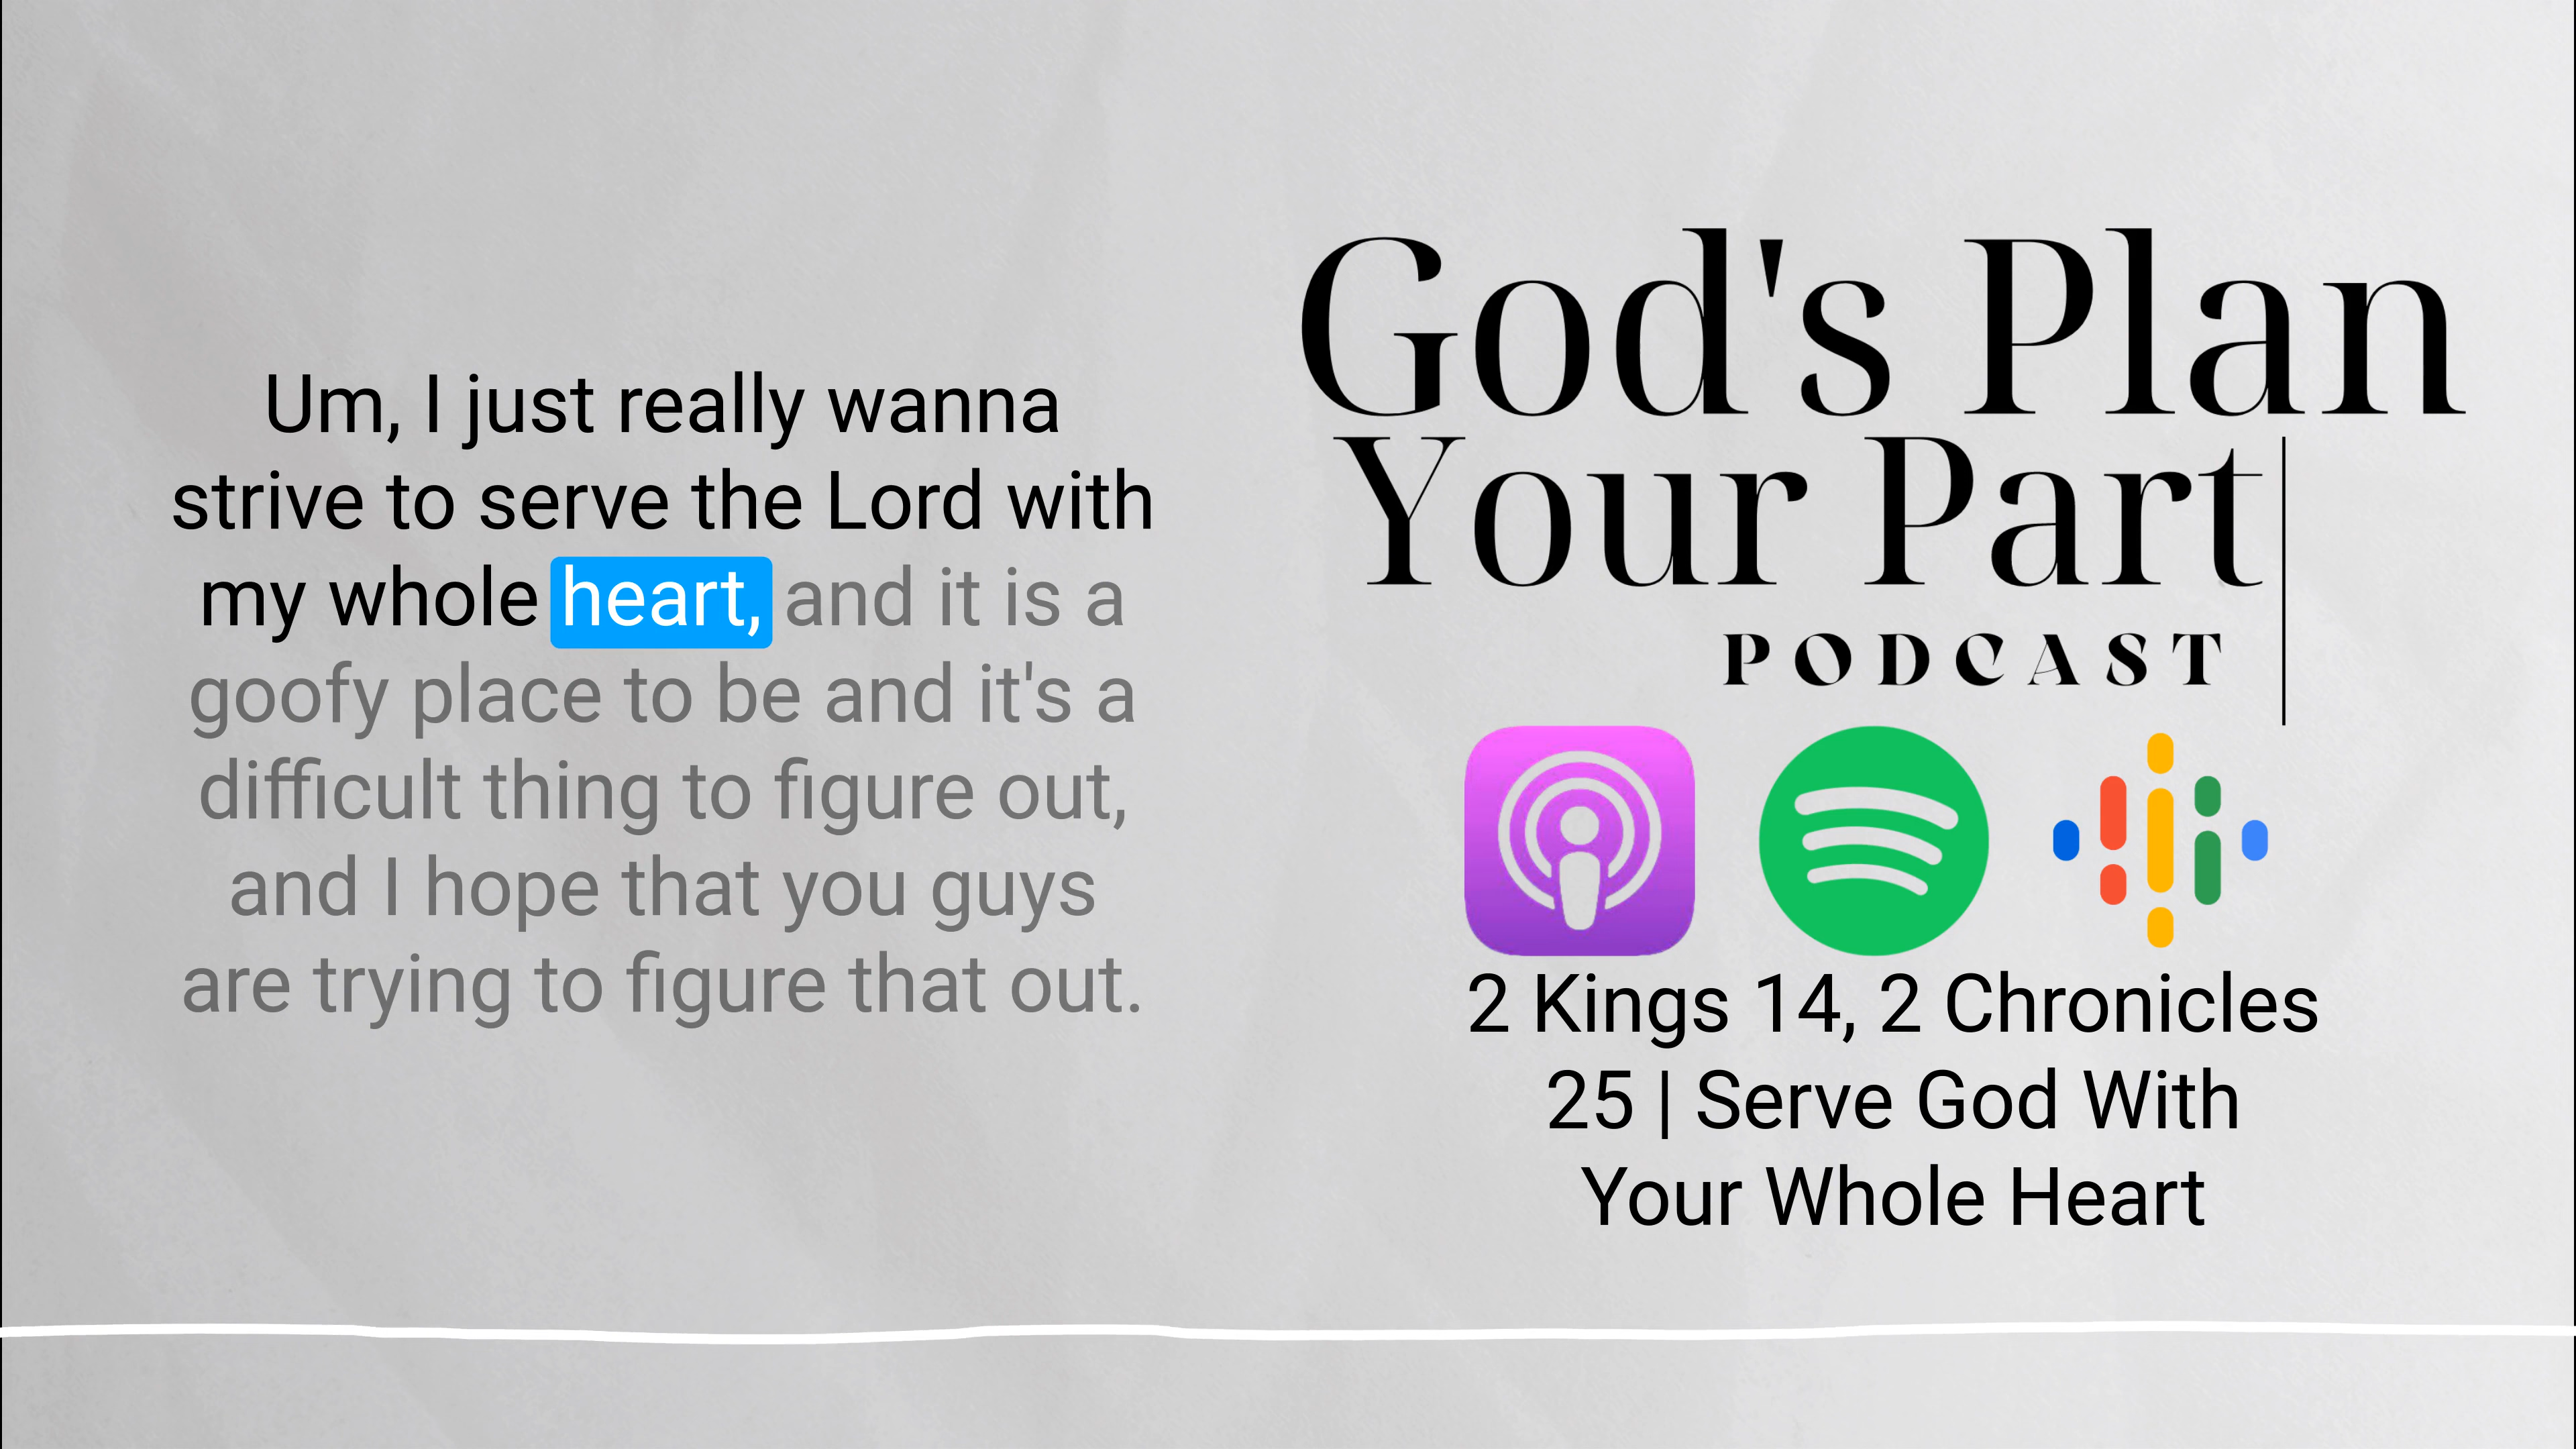 Um, I just really wanna
strive to serve the Lord with
my whole heart, and it is a
goofy place to be and it's a
difficult thing to figure out,
and I hope that you guys
are trying to figure that out.
God's Plan
Your Part
PODCAST
2 Kings 14, 2 Chronicles
25 | Serve God With
Your Whole Heart